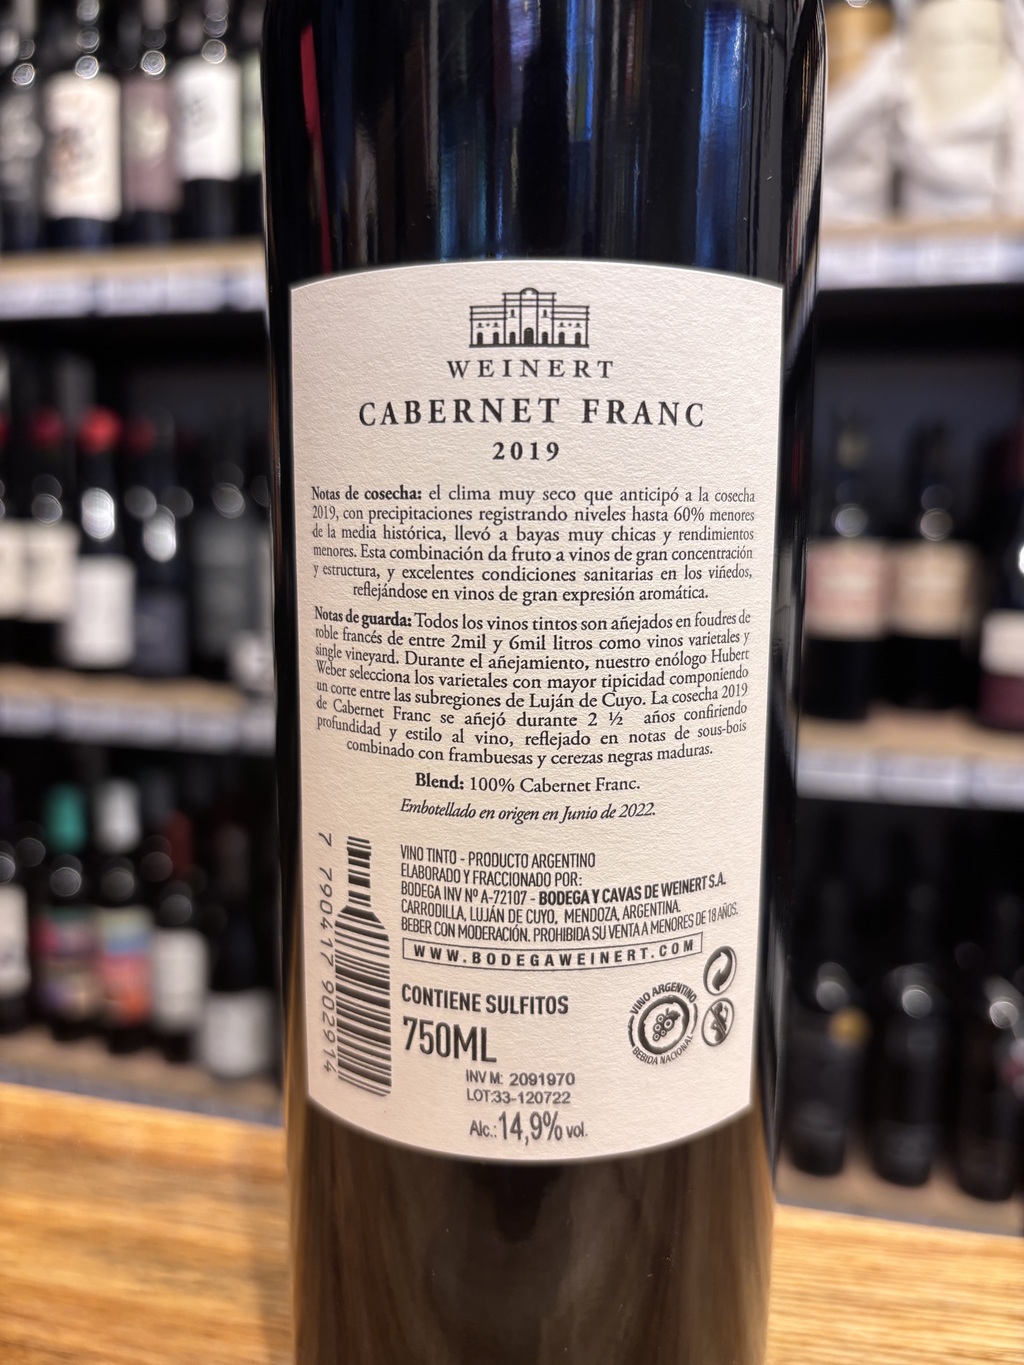 WEINERT
CABERNET FRANC
2019
Notas de cosecha: el clima muy seco que anticipó a la cosecha
2019, con precipitaciones registrando niveles hasta 60% menores
de la media histórica, llevó a bayas muy chicas y rendimientos
menores. Esta combinación da fruto a vinos de gran concentración
y estructura, y excelentes condiciones sanitarias en los viñedos,
reflejándose en vinos de gran expresión aromática.
Notas de guarda: Todos los vinos tintos son añejados en foudres de
roble francés de entre 2mil y 6mil litros como vinos varietales y
single vineyard. Durante el añejamiento, nuestro enólogo Hubert
Weber selecciona los varietales con mayor tipicidad componiendo
un corte entre las subregiones de Luján de Cuyo. La cosecha 2019
de Cabernet Franc se añejó durante 2 ½ años confiriendo
profundidad y estilo al vino, reflejado en notas de sous-bois
combinado con frambuesas y cerezas negras maduras.
Blend: 100% Cabernet Franc.
Embotellado en origen en Junio de 2022.
VINO TINTO - PRODUCTO ARGENTINO
ELABORADO Y FRACCIONADO POR:
BODEGA INV Nº A-72107 - BODEGA Y CAVAS DE WEINERT S.A.
CARRODILLA, LUJÁN DE CUYO, MENDOZA, ARGENTINA.
BEBER CON MODERACIÓN. PROHIBIDA SU VENTA A MENORES DE 18 AÑOS.
WWW.BODEGAWEINERT.COM
CONTIENE SULFITOS
750ML
VINO ARGENTINO
BEBIDA NACIONAL
INV M: 2091970
LOT:33-120722
Alc.: 14,9% vol.
7 790417 902914